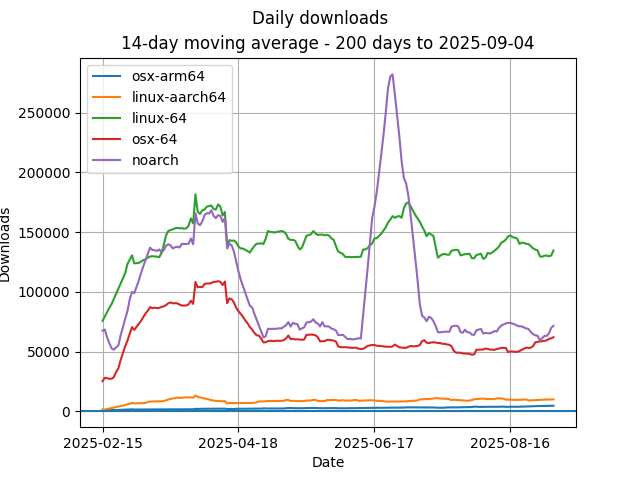 Daily downloads
14-day moving average - 200 days to 2025-09-04
osx-arm64
linux-aarch64
linux-64
osx-64
noarch
250000
200000
150000
100000
50000
0
Downloads
2025-02-15 2025-04-18 2025-06-17 2025-08-16
Date